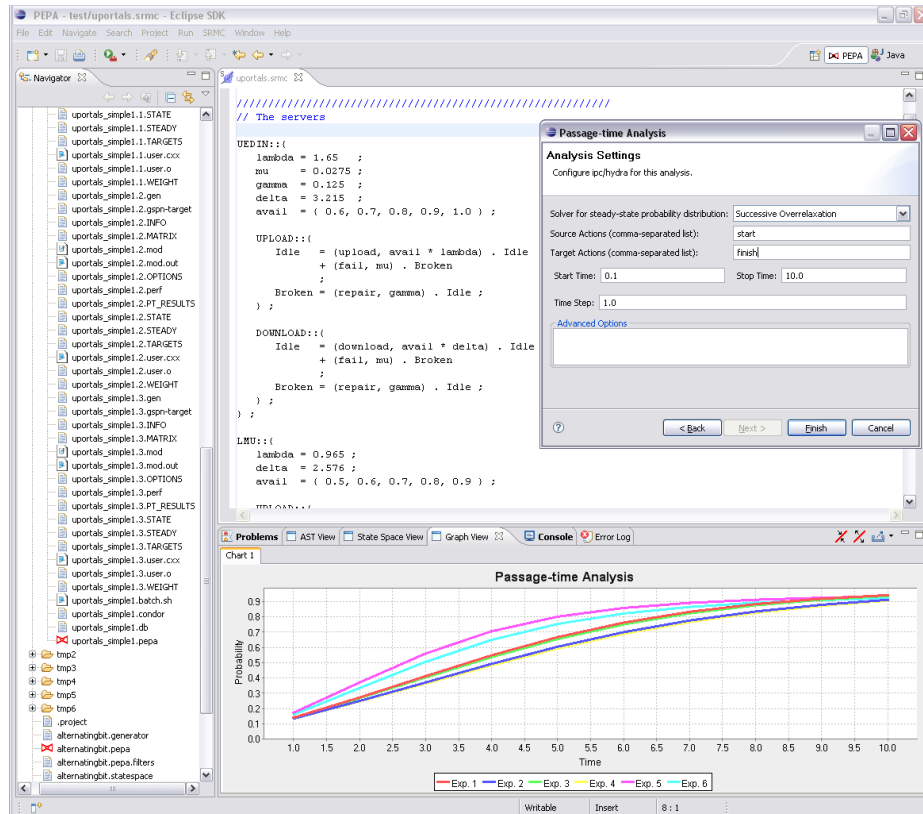 PEPA - test/uportals.srmc - Eclipse SDK
File Edit Navigate Search Project Run SRMC Window Help
PEPA Java
Navigator
uportals_simple1.1.STATE
uportals_simple1.1.STEADY
uportals_simple1.1.TARGETS
uportals_simple1.1.user.cxx
uportals_simple1.1.user.o
uportals_simple1.1.WEIGHT
uportals_simple1.2.gen
uportals_simple1.2.gspn-target
uportals_simple1.2.INFO
uportals_simple1.2.MATRIX
uportals_simple1.2.mod
uportals_simple1.2.mod.out
uportals_simple1.2.OPTIONS
uportals_simple1.2.perf
uportals_simple1.2.PT_RESULTS
uportals_simple1.2.STATE
uportals_simple1.2.STEADY
uportals_simple1.2.TARGETS
uportals_simple1.2.user.cxx
uportals_simple1.2.user.o
uportals_simple1.2.WEIGHT
uportals_simple1.3.gen
uportals_simple1.3.gspn-target
uportals_simple1.3.INFO
uportals_simple1.3.MATRIX
uportals_simple1.3.mod
uportals_simple1.3.mod.out
uportals_simple1.3.OPTIONS
uportals_simple1.3.perf
uportals_simple1.3.PT_RESULTS
uportals_simple1.3.STATE
uportals_simple1.3.STEADY
uportals_simple1.3.TARGETS
uportals_simple1.3.user.cxx
uportals_simple1.3.user.o
uportals_simple1.3.WEIGHT
uportals_simple1.batch.sh
uportals_simple1.condor
uportals_simple1.db
uportals_simple1.pepa
tmp2
tmp3
tmp4
tmp5
tmp6
.project
alternatingbit.generator
alternatingbit.pepa
alternatingbit.pepa.filters
alternatingbit.statespace
uportals.srmc
///////////////////////////////////////////////////////////
// The servers
UEDIN::{
lambda = 1.65 ;
mu = 0.0275 ;
gamma = 0.125 ;
delta = 3.215 ;
avail = ( 0.6, 0.7, 0.8, 0.9, 1.0 ) ;
UPLOAD::{
Idle = (upload, avail * lambda) . Idle
+ (fail, mu) . Broken
;
Broken = (repair, gamma) . Idle ;
} ;
DOWNLOAD::{
Idle = (download, avail * delta) . Idle
+ (fail, mu) . Broken
;
Broken = (repair, gamma) . Idle ;
} ;
} ;
LMU::{
lambda = 0.965 ;
delta = 2.576 ;
avail = ( 0.5, 0.6, 0.7, 0.8, 0.9 ) ;
UPLOAD::{
Passage-time Analysis
Analysis Settings
Configure ipc/hydra for this analysis.
Solver for steady-state probability distribution: Successive Overrelaxation
Source Actions (comma-separated list): start
Target Actions (comma-separated list): finish
Start Time: 0.1 Stop Time: 10.0
Time Step: 1.0
Advanced Options
< Back Next > Finish Cancel
Problems AST View State Space View Graph View Console Error Log
Chart 1
Passage-time Analysis
Probability
0.9
0.8
0.7
0.6
0.5
0.4
0.3
0.2
0.1
0.0
1.0 1.5 2.0 2.5 3.0 3.5 4.0 4.5 5.0 5.5 6.0 6.5 7.0 7.5 8.0 8.5 9.0 9.5 10.0
Time
Exp. 1 Exp. 2 Exp. 3 Exp. 4 Exp. 5 Exp. 6
Writable Insert 8 : 1